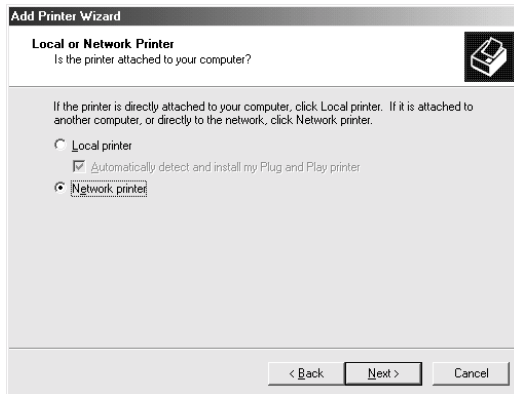 Add Printer Wizard
Local or Network Printer
Is the printer attached to your computer?
If the printer is directly attached to your computer, click Local printer. If it is attached to
another computer, or directly to the network, click Network printer.
Local printer
Automatically detect and install my Plug and Play printer
Network printer
< Back Next > Cancel